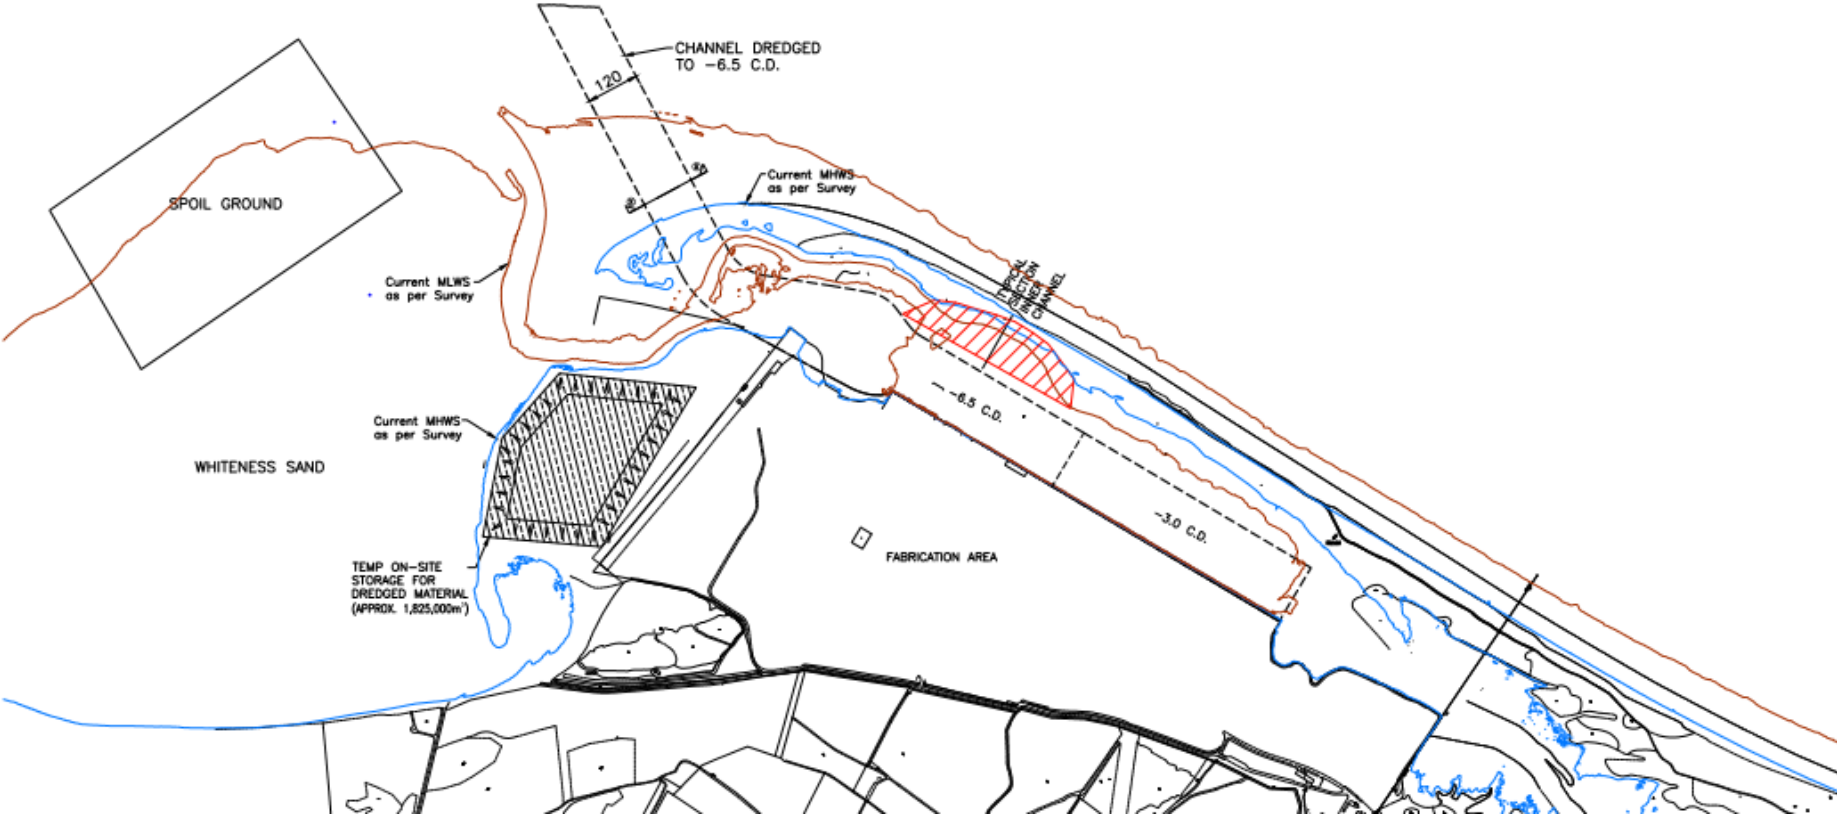 CHANNEL DREDGED
TO -6.5 C.D.
120
Current MHWS
as per Survey
SPOIL GROUND
TYPICAL
SECTION
INNER
CHANNEL
Current MLWS
as per Survey
-6.5 C.D.
Current MHWS
as per Survey
WHITENESS SAND
-3.0 C.D.
FABRICATION AREA
TEMP ON-SITE
STORAGE FOR
DREDGED MATERIAL
(APPROX. 1,825,000m³)